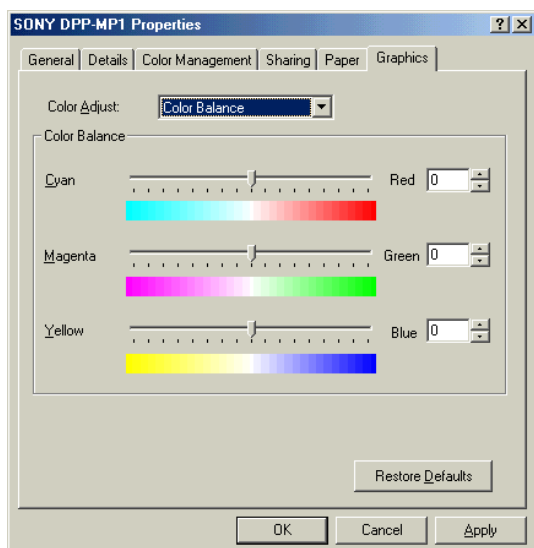 SONY DPP-MP1 Properties ? X
General Details Color Management Sharing Paper Graphics
Color Adjust: Color Balance
Color Balance
Cyan Red 0
Magenta Green 0
Yellow Blue 0
Restore Defaults
OK Cancel Apply